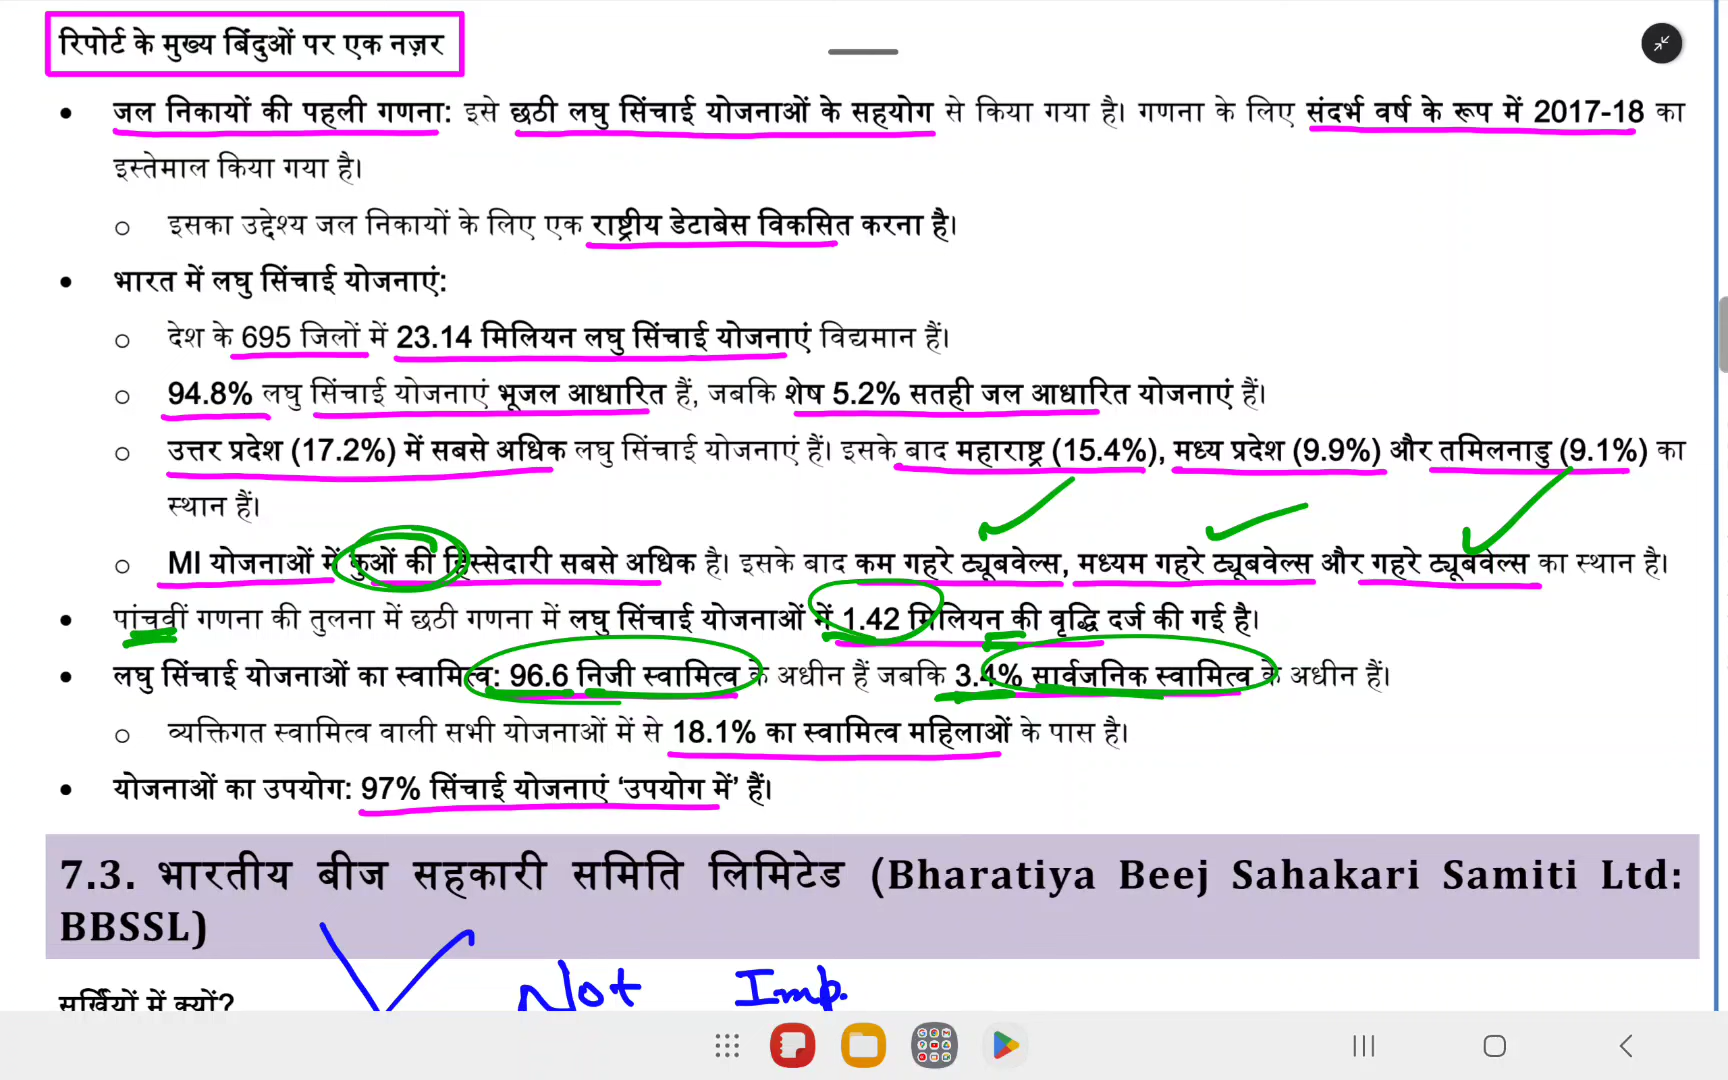 रिपोर्ट के मुख्य बिंदुओं पर एक नज़र
• जल निकायों की पहली गणना: इसे छठी लघु सिंचाई योजनाओं के सहयोग से किया गया है। गणना के लिए संदर्भ वर्ष के रूप में 2017-18 का
इस्तेमाल किया गया है।
o इसका उद्देश्य जल निकायों के लिए एक राष्ट्रीय डेटाबेस विकसित करना है।
• भारत में लघु सिंचाई योजनाएं:
o देश के 695 जिलों में 23.14 मिलियन लघु सिंचाई योजनाएं विद्यमान हैं।
o 94.8% लघु सिंचाई योजनाएं भूजल आधारित हैं, जबकि शेष 5.2% सतही जल आधारित योजनाएं हैं।
o उत्तर प्रदेश (17.2%) में सबसे अधिक लघु सिंचाई योजनाएं हैं। इसके बाद महाराष्ट्र (15.4%), मध्य प्रदेश (9.9%) और तमिलनाडु (9.1%) का
स्थान हैं।
o MI योजनाओं में कुओं की हिस्सेदारी सबसे अधिक है। इसके बाद कम गहरे ट्यूबवेल्स, मध्यम गहरे ट्यूबवेल्स और गहरे ट्यूबवेल्स का स्थान है।
• पांचवीं गणना की तुलना में छठी गणना में लघु सिंचाई योजनाओं में 1.42 मिलियन की वृद्धि दर्ज की गई है।
• लघु सिंचाई योजनाओं का स्वामित्व: 96.6 निजी स्वामित्व के अधीन हैं जबकि 3.4% सार्वजनिक स्वामित्व के अधीन हैं।
o व्यक्तिगत स्वामित्व वाली सभी योजनाओं में से 18.1% का स्वामित्व महिलाओं के पास है।
• योजनाओं का उपयोग: 97% सिंचाई योजनाएं ‘उपयोग में’ हैं।
7.3. भारतीय बीज सहकारी समिति लिमिटेड (Bharatiya Beej Sahakari Samiti Ltd:
BBSSL)
Not Imp.
सुर्ख़ियों में क्यों?